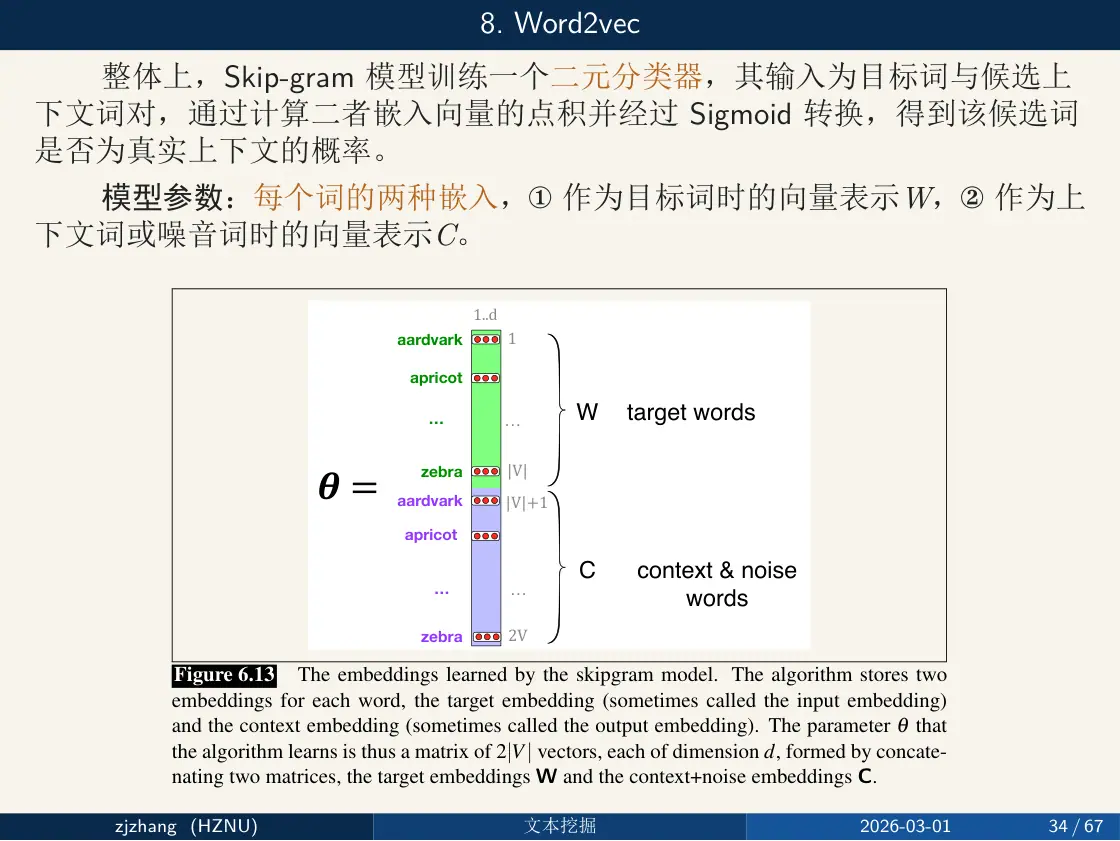 8. Word2vec
整体上，Skip-gram 模型训练一个二元分类器，其输入为目标词与候选上
下文词对，通过计算二者嵌入向量的点积并经过 Sigmoid 转换，得到该候选词
是否为真实上下文的概率。
模型参数：每个词的两种嵌入，① 作为目标词时的向量表示W，② 作为上
下文词或噪音词时的向量表示C。
1..d
aardvark 1
apricot
... ...
zebra |V|
W target words
θ =
aardvark |V|+1
apricot
... ...
zebra 2V
C context & noise
words
Figure 6.13 The embeddings learned by the skipgram model. The algorithm stores two
embeddings for each word, the target embedding (sometimes called the input embedding)
and the context embedding (sometimes called the output embedding). The parameter θ that
the algorithm learns is thus a matrix of 2|V| vectors, each of dimension d, formed by concate-
nating two matrices, the target embeddings W and the context+noise embeddings C.
zjzhang (HZNU) 文本挖掘 2026-03-01 34 / 67